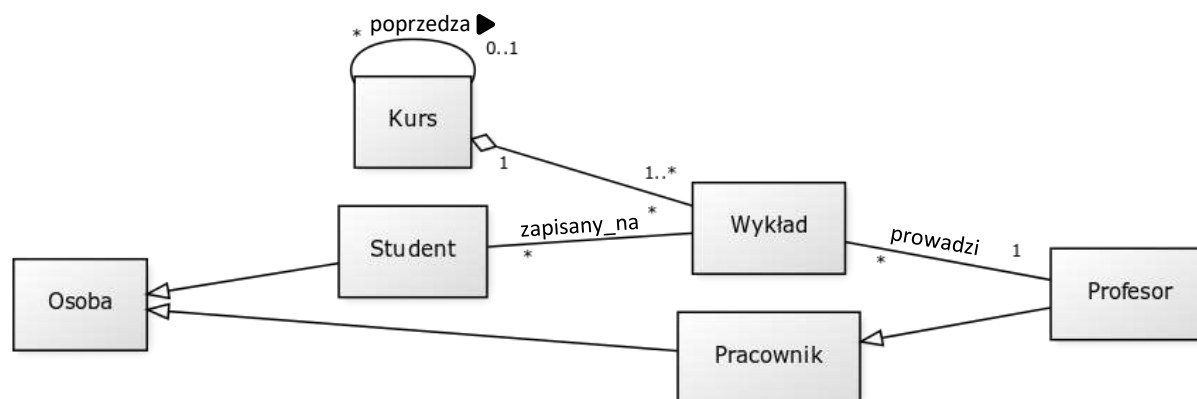 * poprzedza
0..1
Kurs
1
1..*
*
Wykład
zapisany_na
*
Student
prowadzi
*
1
Profesor
Osoba
Pracownik